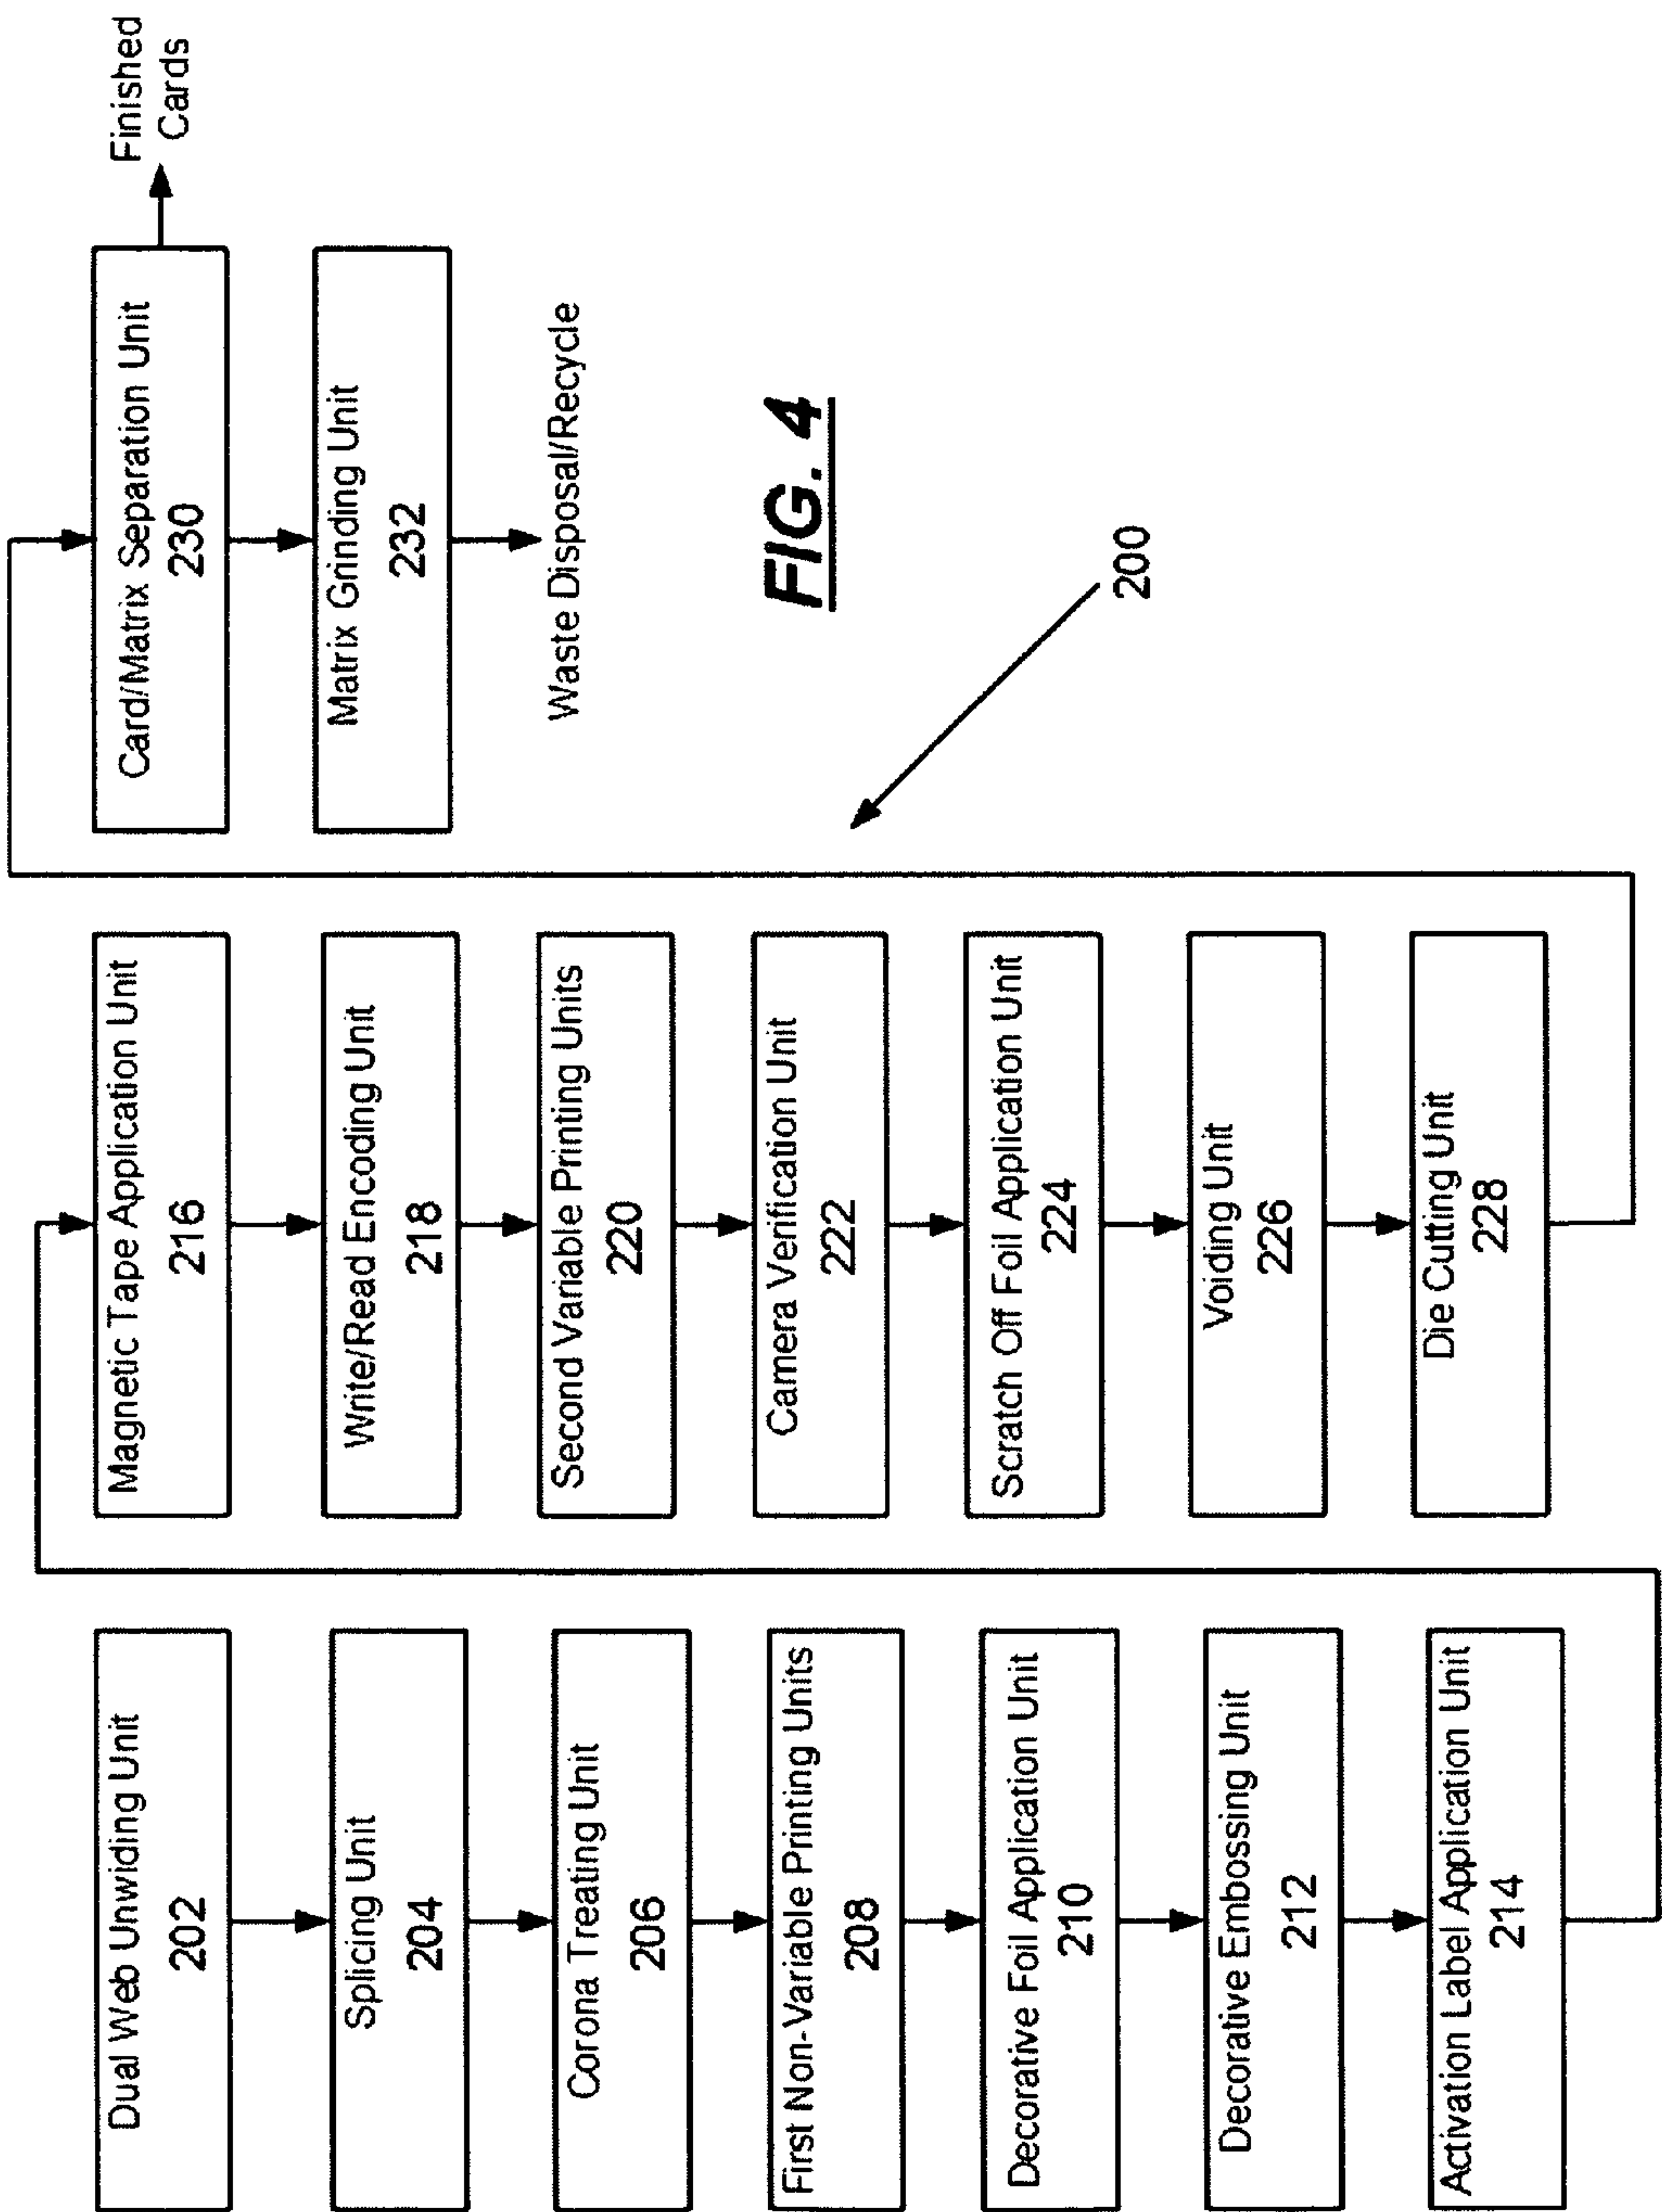 Dual Web Unwiding Unit
202
Splicing Unit
204
Corona Treating Unit
206
First Non-Variable Printing Units
208
Decorative Foil Application Unit
210
Decorative Embossing Unit
212
Activation Label Application Unit
214
Magnetic Tape Application Unit
216
Write/Read Encoding Unit
218
Second Variable Printing Units
220
Camera Verification Unit
222
Scratch Off Foil Application Unit
224
Voiding Unit
226
Die Cutting Unit
228
Card/Matrix Separation Unit
230
Finished
Cards
Matrix Grinding Unit
232
Waste Disposal/Recycle
FIG. 4
200